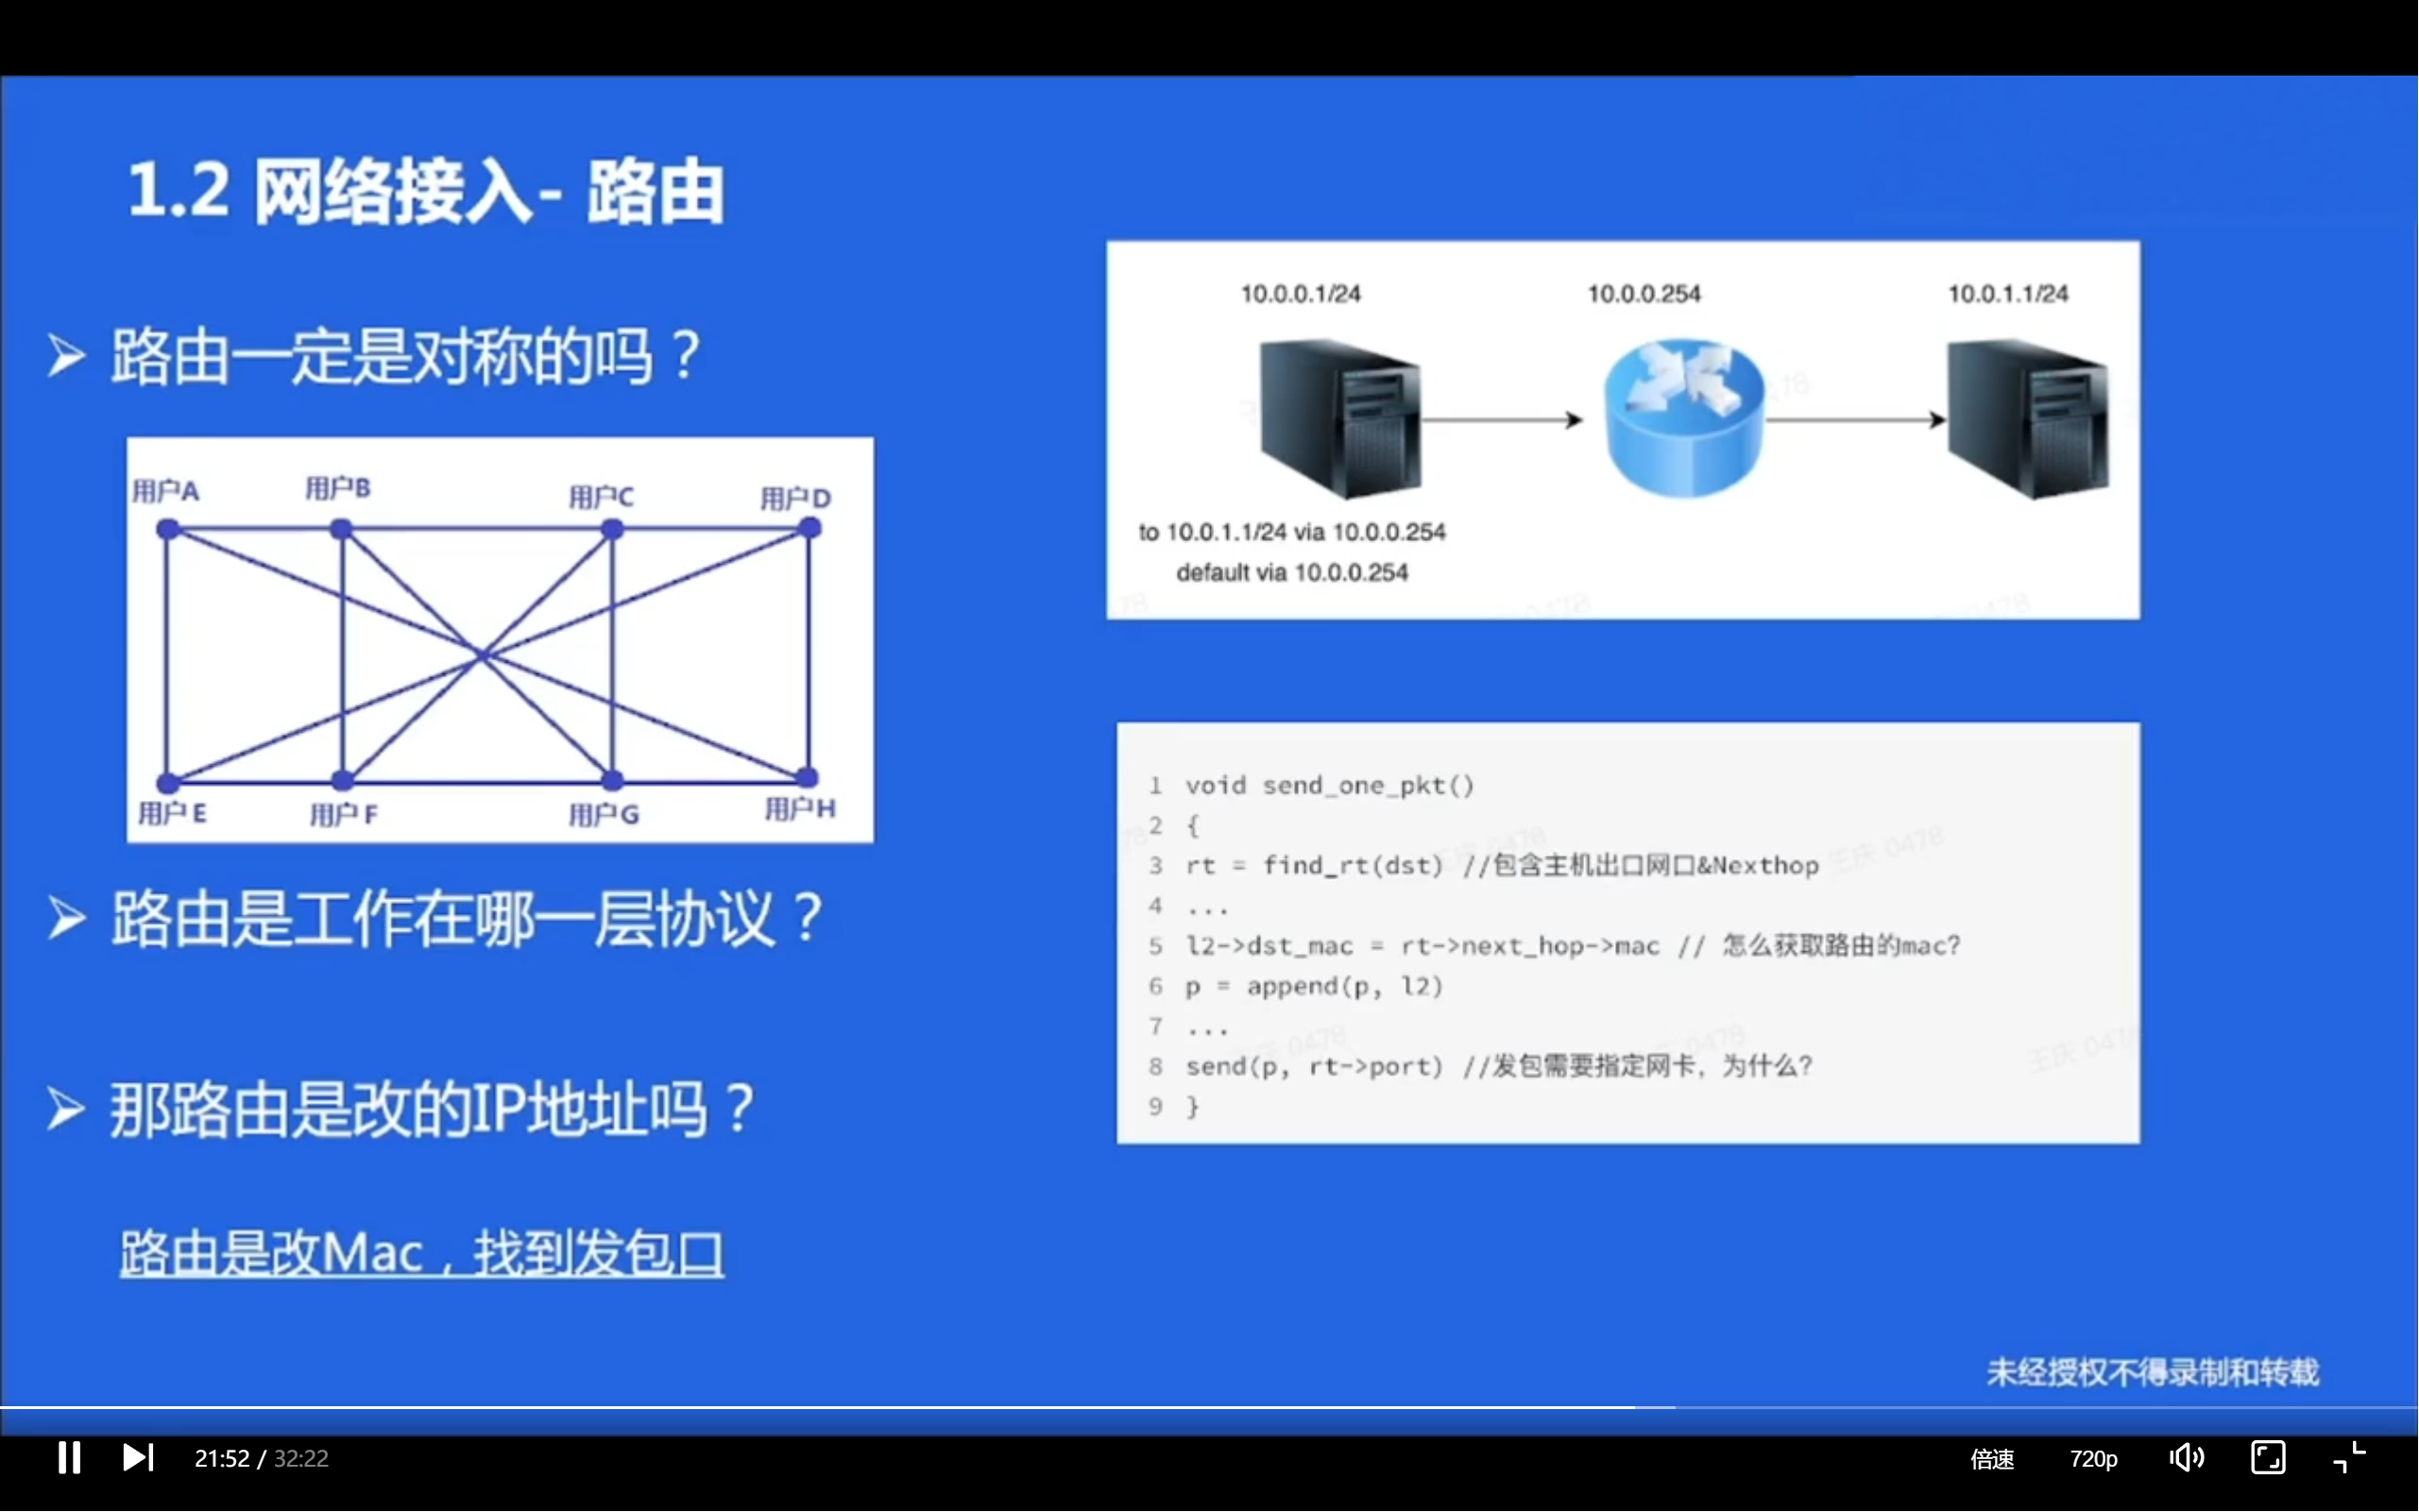 1.2 网络接入- 路由
路由一定是对称的吗？
用户A
用户B
用户C
用户D
用户E
用户F
用户G
用户H
路由是工作在哪一层协议？
那路由是改的IP地址吗？
路由是改Mac，找到发包口
10.0.0.1/24
10.0.0.254
10.0.1.1/24
to 10.0.1.1/24 via 10.0.0.254
default via 10.0.0.254
1 void send_one_pkt()
2 {
3 rt = find_rt(dst) //包含主机出口网口&Nexthop
4 ...
5 l2->dst_mac = rt->next_hop->mac // 怎么获取路由的mac?
6 p = append(p, l2)
7 ...
8 send(p, rt->port) //发包需要指定网卡，为什么?
9 }
王庆 0478
未经授权不得录制和转载
21:52 / 32:22
倍速
720p